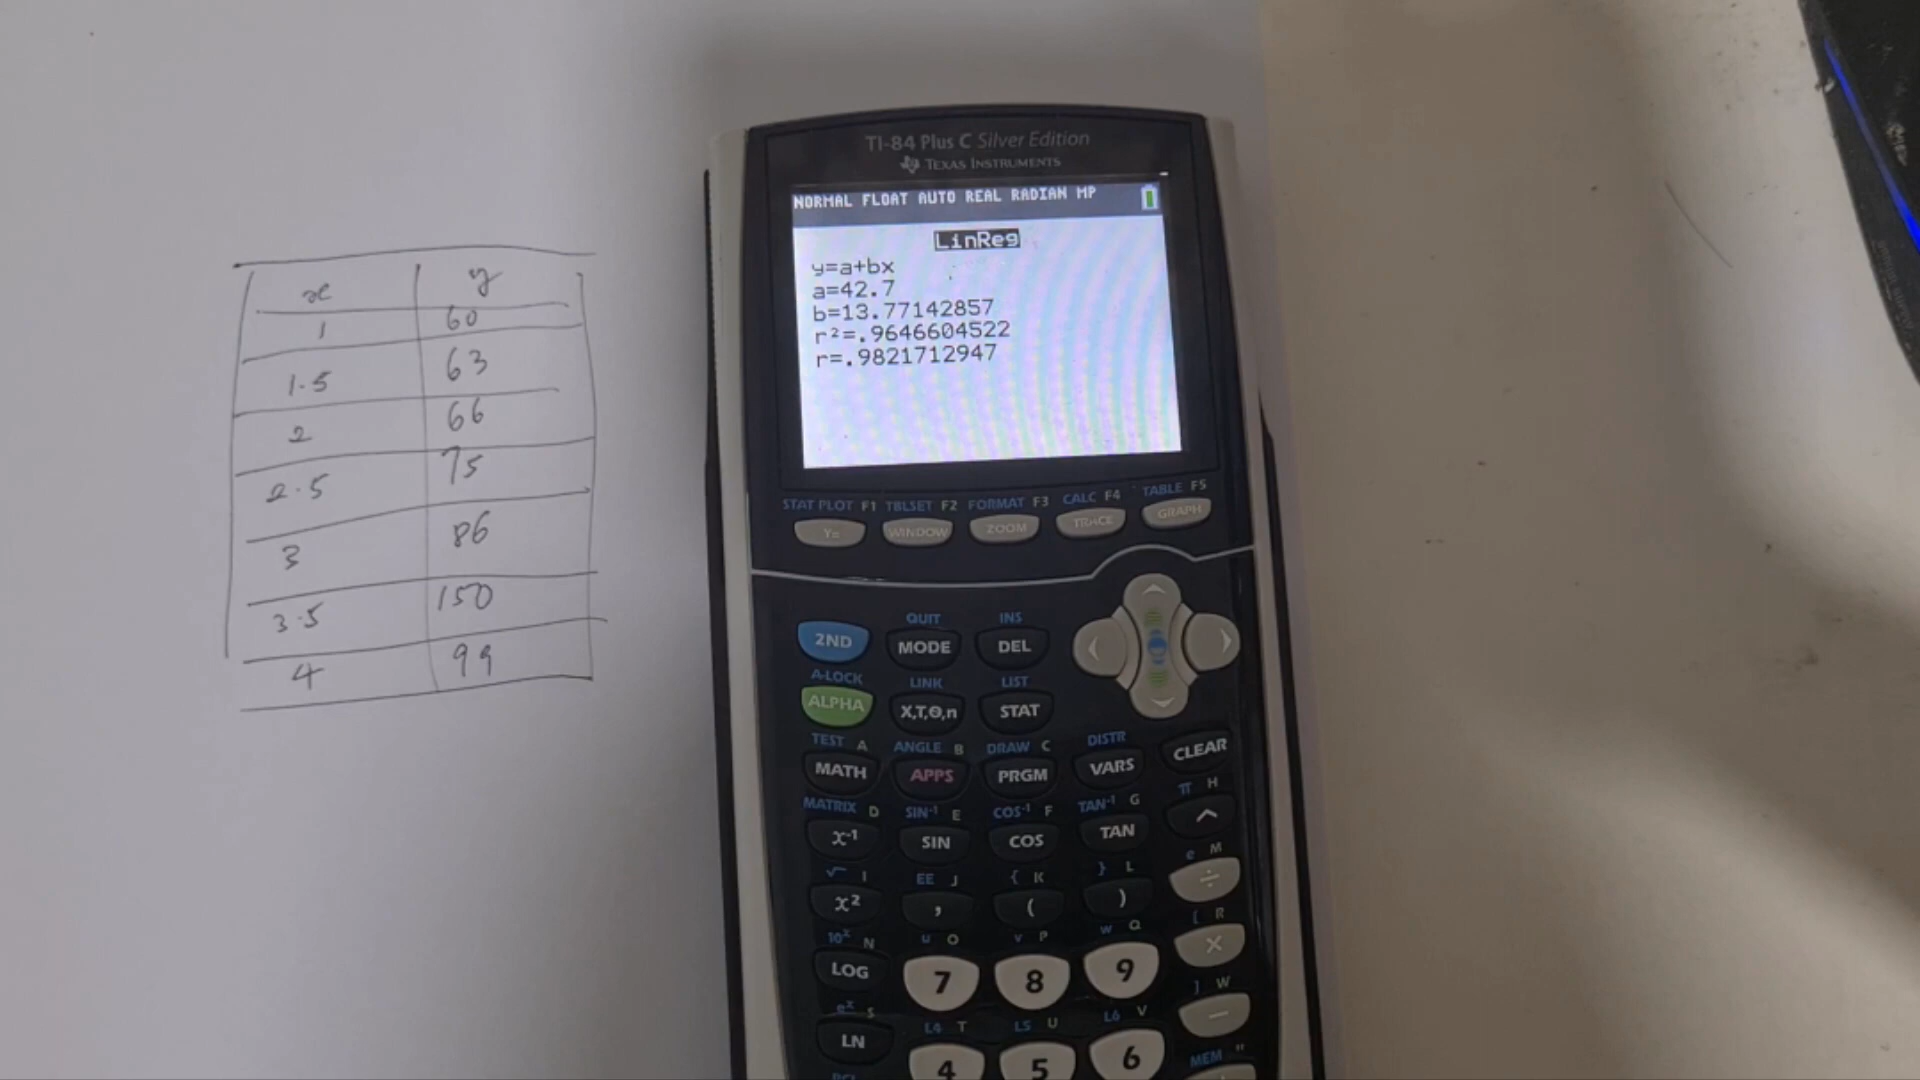 x y
1 60
1.5 63
2 66
2.5 75
3 86
3.5 150
4 99
TI-84 Plus C Silver Edition
TEXAS INSTRUMENTS
NORMAL FLOAT AUTO REAL RADIAN MP
LinReg
y=a+bx
a=42.7
b=13.77142857
r²=.9646604522
r=.9821712947
STAT PLOT F1 TBLSET F2 FORMAT F3 CALC F4 TABLE F5
Y= WINDOW ZOOM TRACE GRAPH
QUIT INS
2ND MODE DEL
A-LOCK LINK LIST
ALPHA X,T,Θ,n STAT
TEST A ANGLE B DRAW C DISTR
MATH APPS PRGM VARS CLEAR
MATRIX D SIN⁻¹ E COS⁻¹ F TAN⁻¹ G π H
x⁻¹ SIN COS TAN ^
√ I EE J { K } L e M
x² , ( ) ÷
10ˣ N u O v P w Q [ R
LOG 7 8 9 ×
eˣ S L4 T L5 U L6 V ] W
LN 4 5 6 −
RCL MEM "